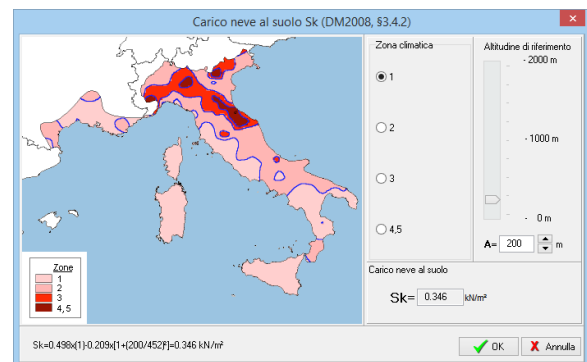 Carico neve al suolo Sk (DM2008, §3.4.2)
Zone
1
2
3
4,5
Zona climatica
1
2
3
4,5
Altitudine di riferimento
- 2000 m
- 1000 m
- 0 m
A= 200 m
Carico neve al suolo
Sk= 0.346 kN/m²
Sk=0.498x(1)-0.209x[1+(200/452)²]=0.346 kN/m²
OK
Annulla